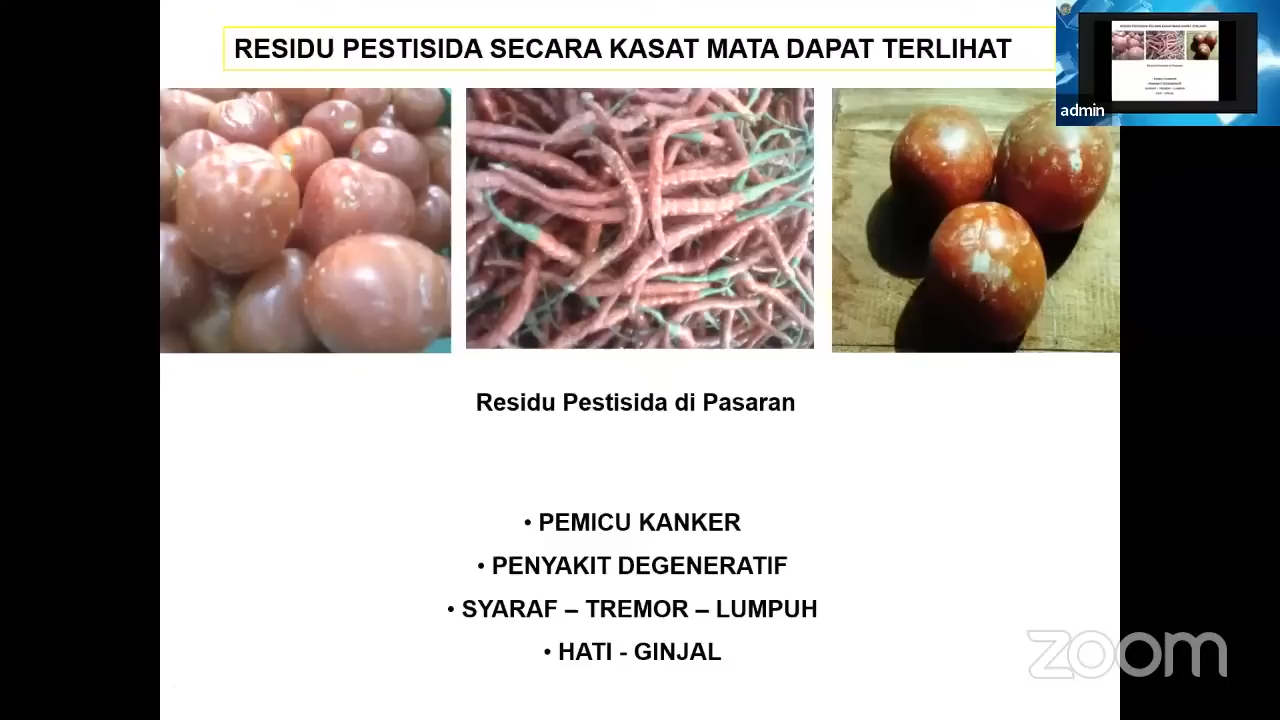 RESIDU PESTISIDA SECARA KASAT MATA DAPAT TERLIHAT
admin
Residu Pestisida di Pasaran
• PEMICU KANKER
• PENYAKIT DEGENERATIF
• SYARAF – TREMOR – LUMPUH
• HATI - GINJAL
zoom